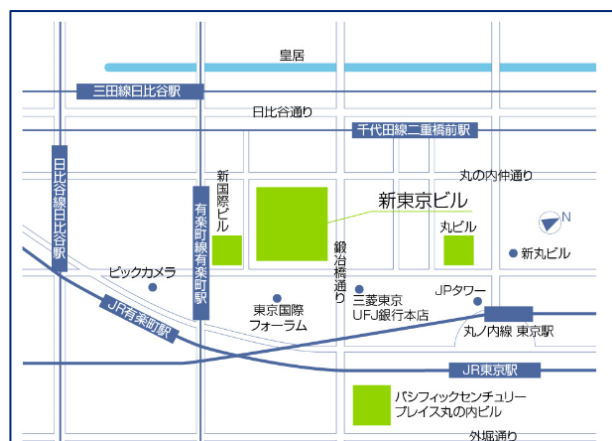 皇居
三田線日比谷駅
日比谷通り
千代田線二重橋前駅
日比谷線日比谷駅
新国際ビル
有楽町線有楽町駅
丸の内仲通り
新東京ビル
丸ビル
N
新丸ビル
鍛冶橋通り
ビックカメラ
東京国際
フォーラム
三菱東京
UFJ銀行本店
JPタワー
JR有楽町駅
丸ノ内線 東京駅
JR東京駅
パシフィックセンチュリー
プレイス丸の内ビル
外堀通り